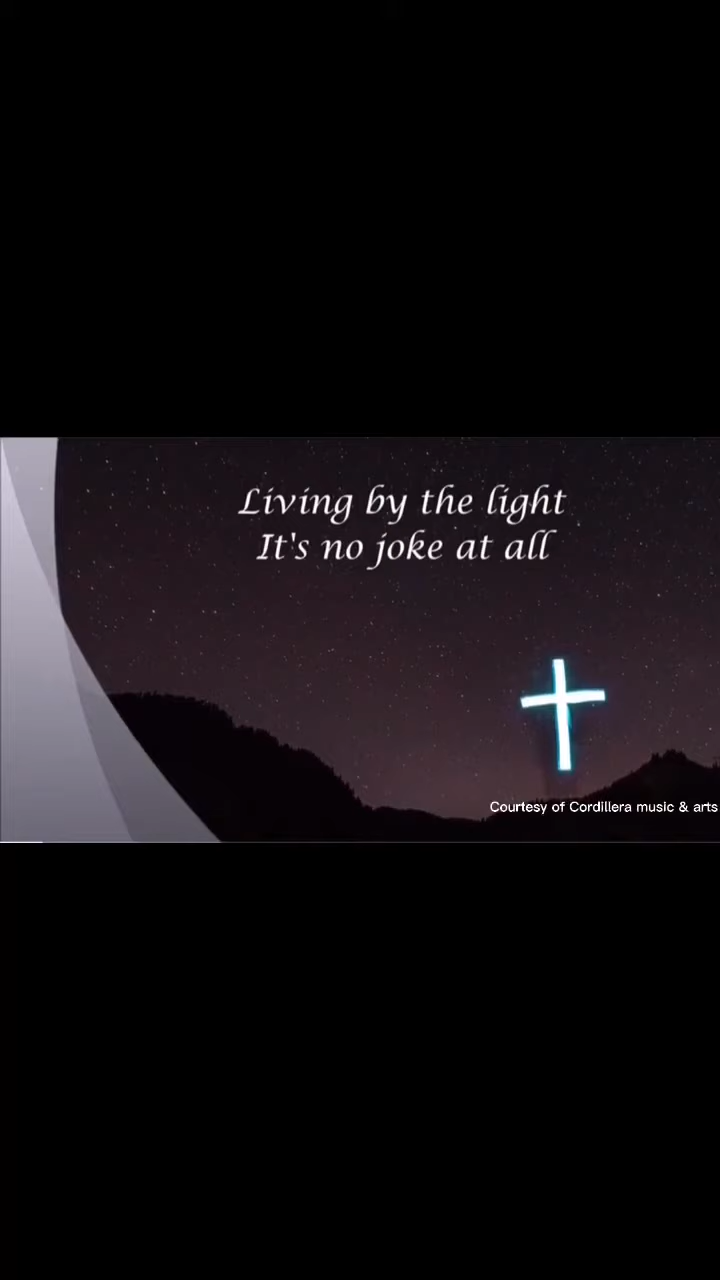 Living by the light
It's no joke at all
Courtesy of Cordillera music & arts